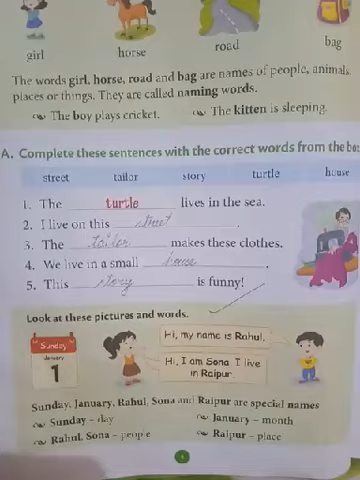 girl horse road bag
The words girl, horse, road and bag are names of people, animals,
places or things. They are called naming words.
The boy plays cricket. The kitten is sleeping.
A. Complete these sentences with the correct words from the box
street tailor story turtle house
1. The turtle lives in the sea.
2. I live on this street.
3. The tailor makes these clothes.
4. We live in a small house.
5. This story is funny!
Look at these pictures and words.
Sunday
January
1
Hi, my name is Rahul.
Hi, I am Sona. I live
in Raipur.
Sunday, January, Rahul, Sona and Raipur are special names
Sunday – day January – month
Rahul, Sona – people Raipur – place